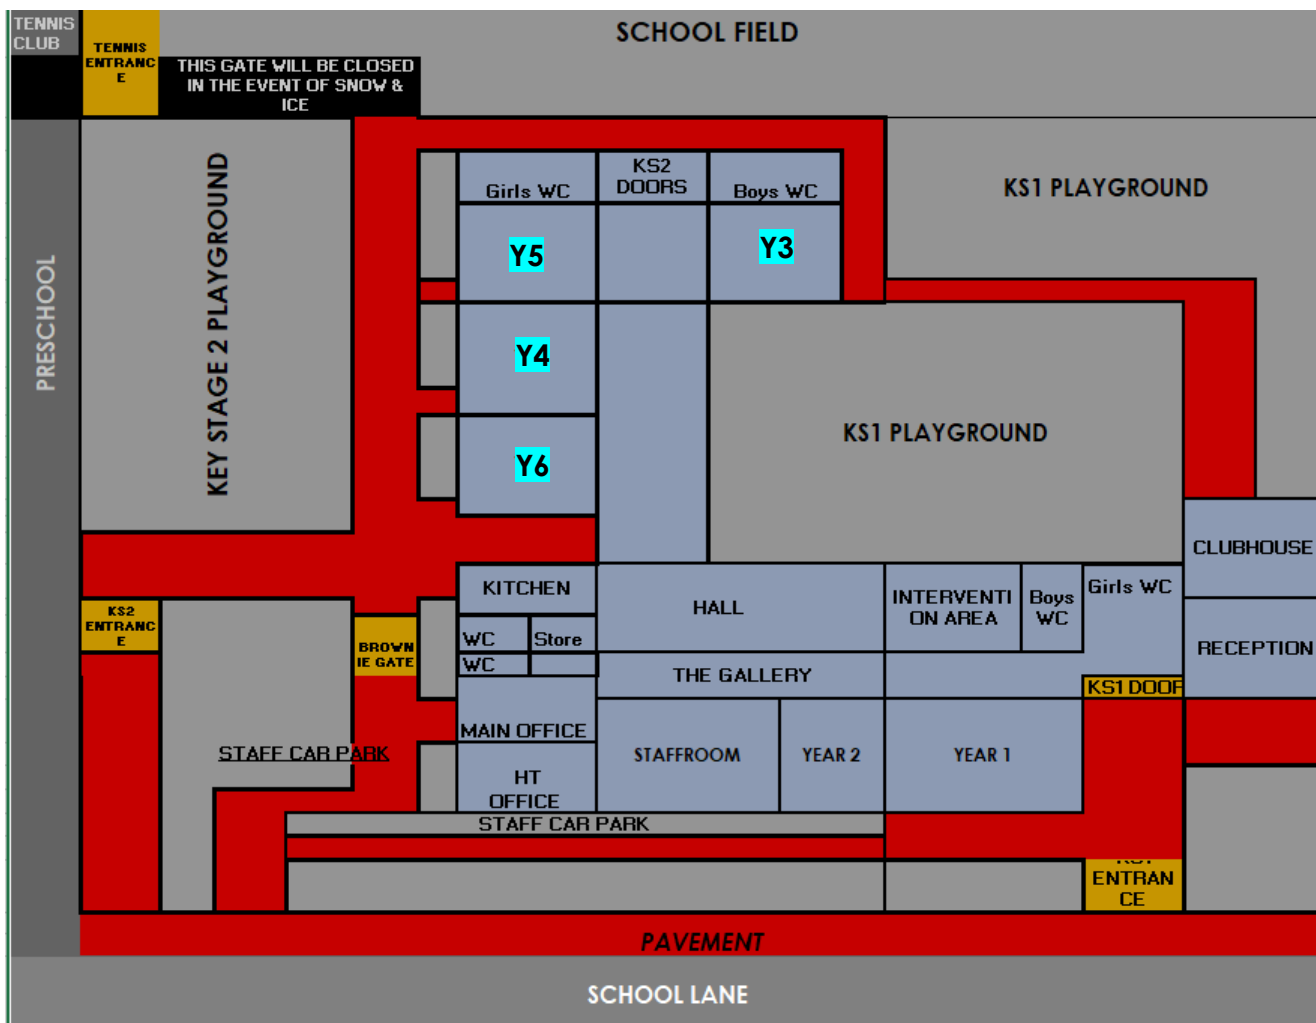 TENNIS
CLUB
TENNIS
ENTRANC
E
SCHOOL FIELD
THIS GATE WILL BE CLOSED
IN THE EVENT OF SNOW &
ICE
PRESCHOOL
KEY STAGE 2 PLAYGROUND
Girls WC
KS2
DOORS
Boys WC
KS1 PLAYGROUND
Y5
Y3
Y4
Y6
KS1 PLAYGROUND
CLUBHOUSE
KITCHEN
HALL
INTERVENTI
ON AREA
Boys
WC
Girls WC
KS2
ENTRANC
E
BROWN
IE GATE
WC
Store
WC
THE GALLERY
RECEPTION
KS1 DOOR
MAIN OFFICE
STAFF CAR PARK
STAFFROOM
YEAR 2
YEAR 1
HT
OFFICE
STAFF CAR PARK
KS1
ENTRAN
CE
PAVEMENT
SCHOOL LANE